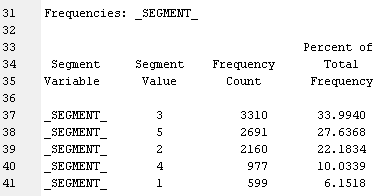 31 Frequencies: _SEGMENT_
32
33 Percent of
34 Segment Segment Frequency Total
35 Variable Value Count Frequency
36
37 _SEGMENT_ 3 3310 33.9940
38 _SEGMENT_ 5 2691 27.6368
39 _SEGMENT_ 2 2160 22.1834
40 _SEGMENT_ 4 977 10.0339
41 _SEGMENT_ 1 599 6.1518